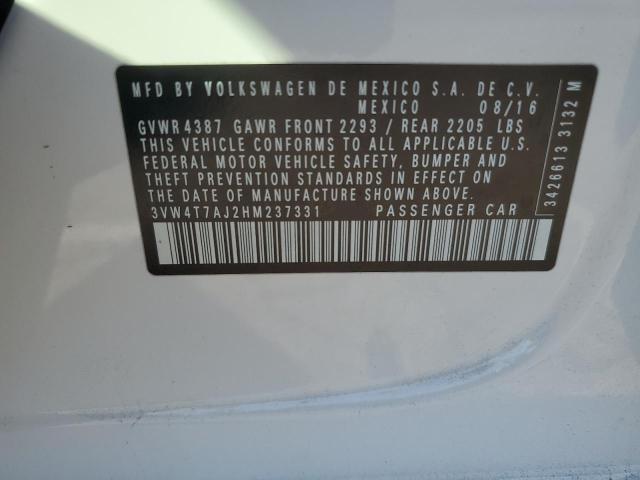 MFD BY VOLKSWAGEN DE MEXICO S.A. DE C.V.
MEXICO 08/16
GVWR 4387 GAWR FRONT 2293 / REAR 2205 LBS
THIS VEHICLE CONFORMS TO ALL APPLICABLE U.S.
FEDERAL MOTOR VEHICLE SAFETY, BUMPER AND
THEFT PREVENTION STANDARDS IN EFFECT ON
THE DATE OF MANUFACTURE SHOWN ABOVE.
3VW4T7AJ2HM237331 PASSENGER CAR
3426613 3132 M